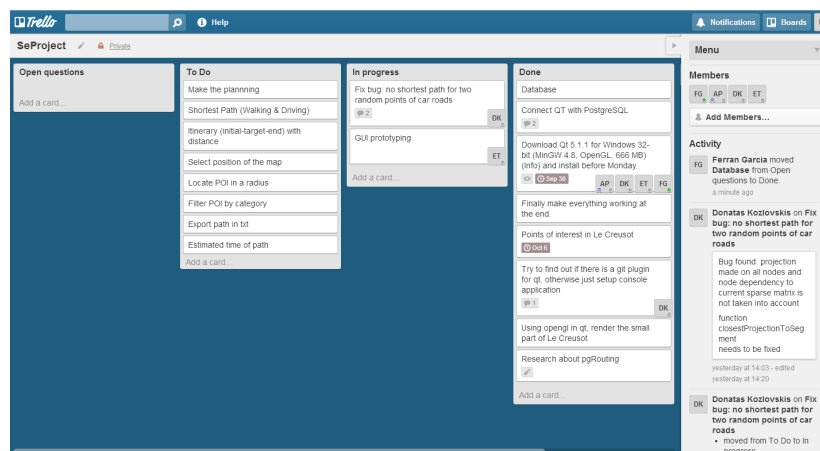 Trello
Help
Notifications
Boards
SeProject
Private
Open questions
Add a card...
To Do
Make the plannning
Shortest Path (Walking & Driving)
Itinerary (initial-target-end) with
distance
Select position of the map
Locate POI in a radius
Filter POI by category
Export path in txt
Estimated time of path
Add a card...
In progress
Fix bug: no shortest path for two
random points of car roads
2
DK
GUI prototyping
ET
Add a card...
Done
Database
Connect QT with PostgreSQL
2
Download Qt 5.1.1 for Windows 32-
bit (MinGW 4.8, OpenGL, 666 MB)
(Info) and install before Monday
Sep 30
AP DK ET FG
Finally make everything working at
the end.
Points of interest in Le Creusot
Oct 6
Try to find out if there is a git plugin
for qt, otherwise just setup console
application
1
DK
Using opengl in qt, render the small
part of Le Creusot
Research about pgRouting
Add a card...
Menu
Members
FG AP DK ET
Add Members...
Activity
FG
Ferran Garcia moved
Database from Open
questions to Done.
a minute ago
DK
Donatas Kozlovskis on Fix
bug: no shortest path for
two random points of car
roads
Bug found: projection
made on all nodes and
node dependency to
current sparse matrix is
not taken into account
function
closestProjectionToSeg
ment
needs to be fixed
yesterday at 14:03 - edited
yesterday at 14:20
DK
Donatas Kozlovskis on Fix
bug: no shortest path for
two random points of car
roads
• moved from To Do to In
progress